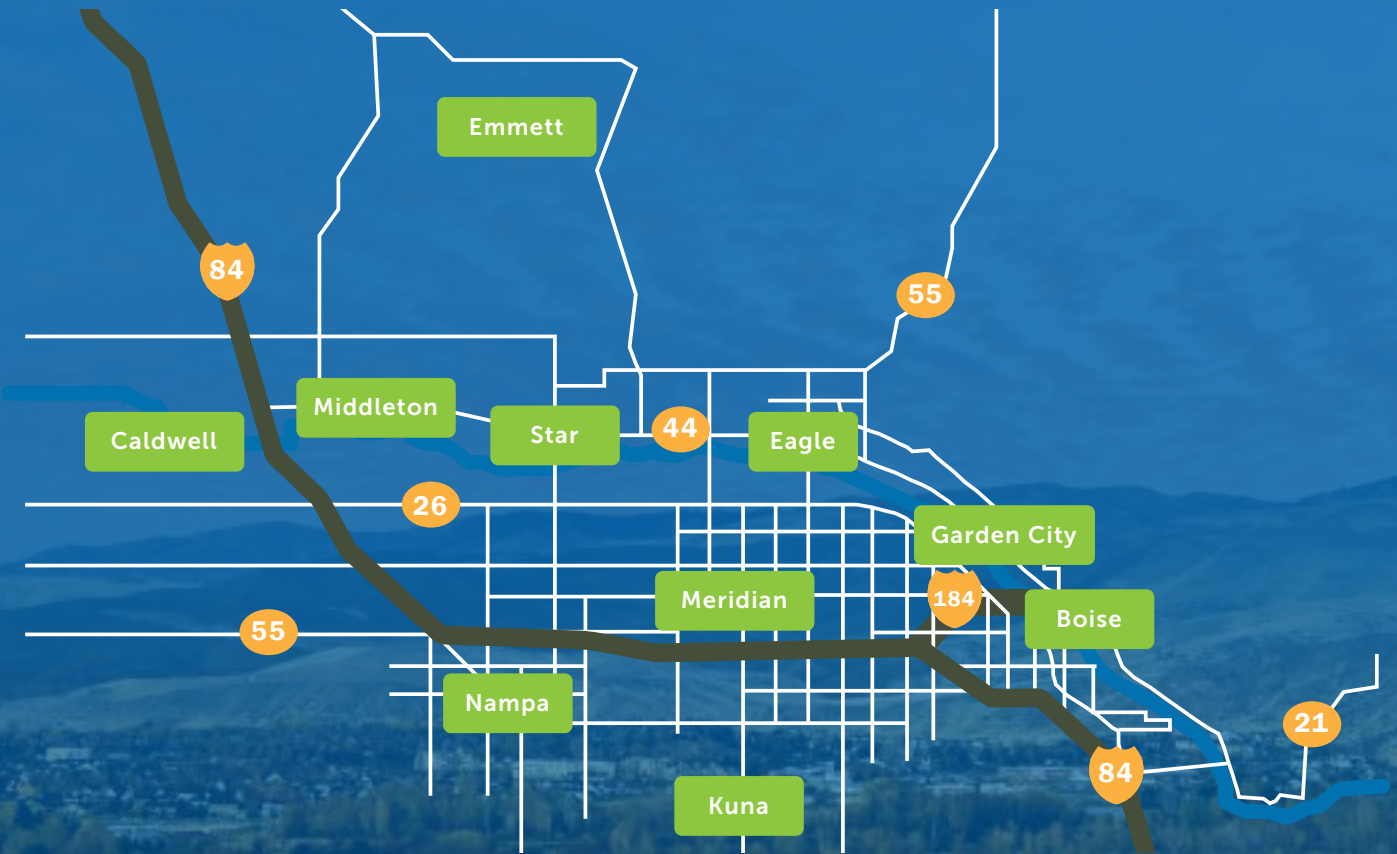 Emmett
84
55
Middleton
Caldwell
Star
44
Eagle
26
Garden City
Meridian
184
Boise
55
Nampa
21
84
Kuna